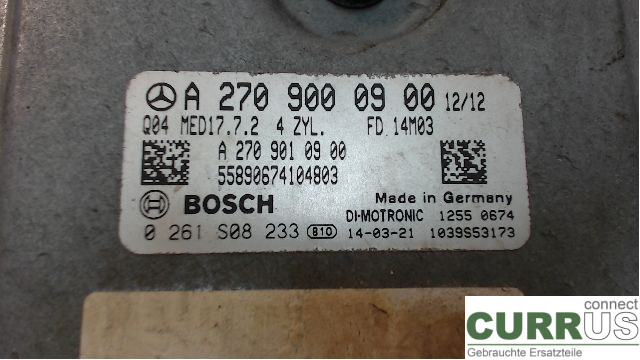 A 270 900 09 00 12/12
Q04 MED17.7.2 4 ZYL. FD 14M03
A 270 901 09 00
55890674104803
BOSCH
Made in Germany
DI-MOTRONIC 1255 0674
0 261 S08 233 810 14-03-21 1039S53173
connect
CURRUS
Gebrauchte Ersatzteile